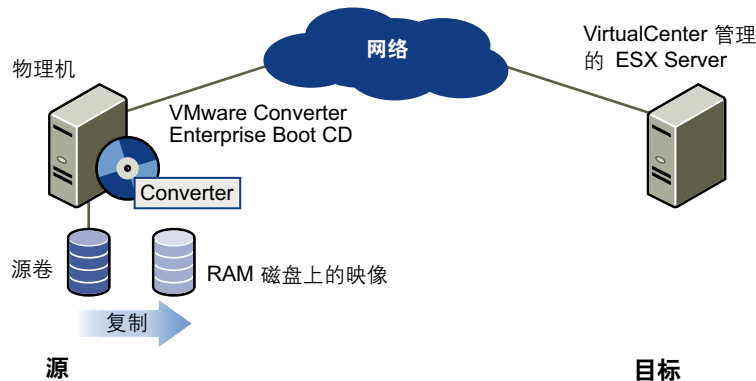 网络
VirtualCenter 管理
的 ESX Server
物理机
VMware Converter
Enterprise Boot CD
Converter
源卷
RAM 磁盘上的映像
复制
源
目标